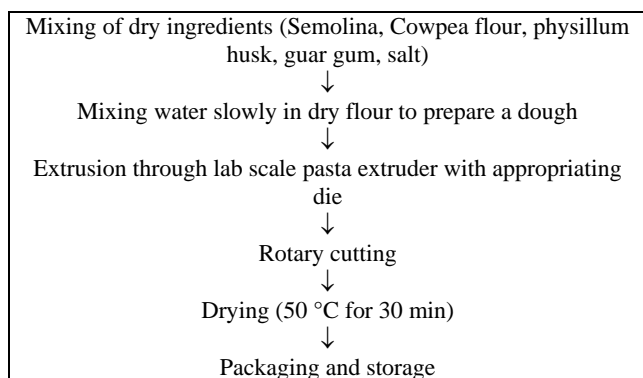 Mixing of dry ingredients (Semolina, Cowpea flour, physillum
husk, guar gum, salt)
↓
Mixing water slowly in dry flour to prepare a dough
↓
Extrusion through lab scale pasta extruder with appropriating
die
↓
Rotary cutting
↓
Drying (50 °C for 30 min)
↓
Packaging and storage